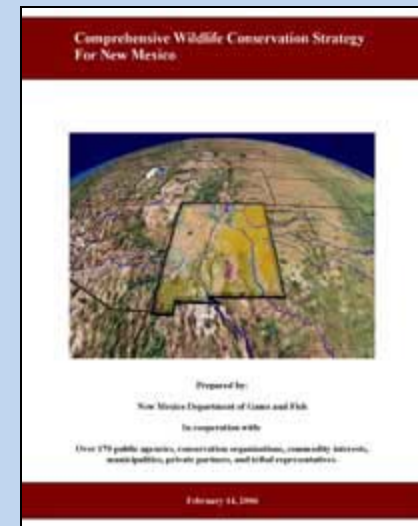 Comprehensive Wildlife Conservation Strategy
For New Mexico
Prepared by:
New Mexico Department of Game and Fish
In cooperation with:
Over 170 public agencies, conservation organizations, commodity interests,
municipalities, private partners, and tribal representatives.
February 14, 2006